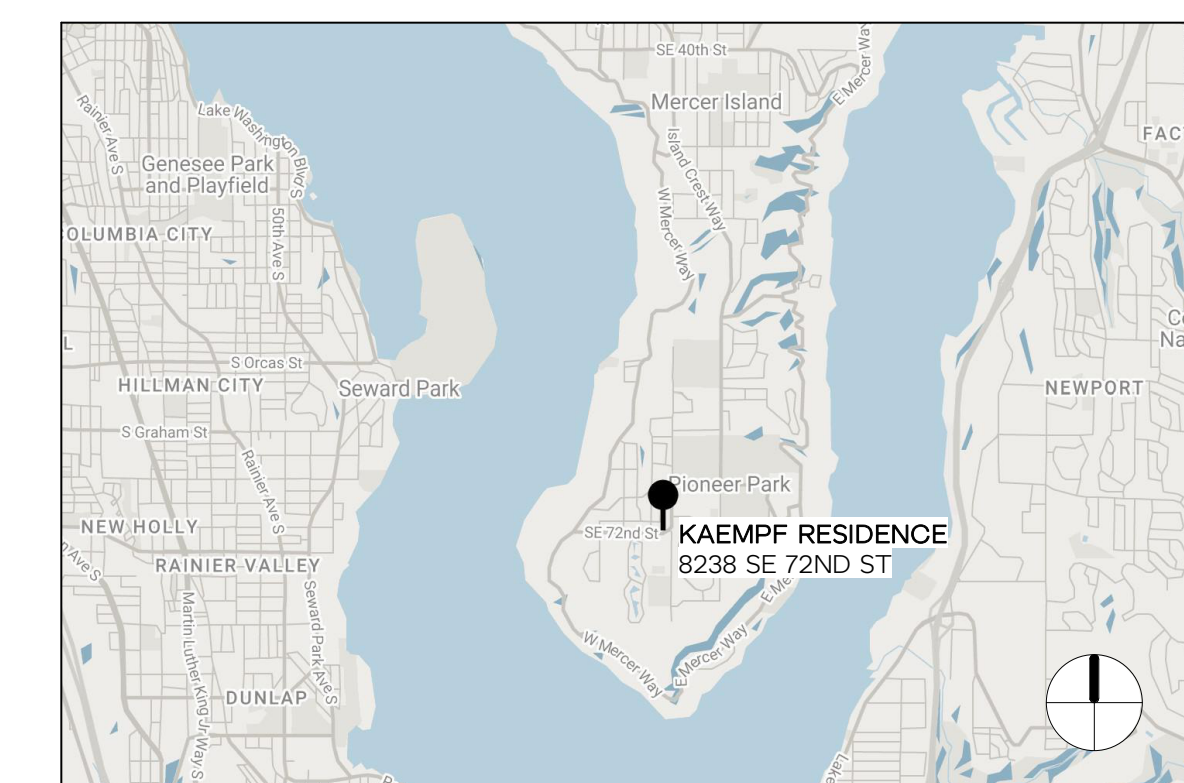 SE 40th St
E Mercer Way
Mercer Island
Rainier Ave S
Lake Washington Blvd S
FAC
Genesee Park
and Playfield
Island Crest Way
W Mercer Way
50th Ave S
OLUMBIA CITY
L
S Orcas St
HILLMAN CITY
Seward Park
NEWPORT
S Graham St
Rainier Ave S
Pioneer Park
NEW HOLLY
SE 72nd St
KAEMPF RESIDENCE
8238 SE 72ND ST
RAINIER VALLEY
Martin Luther King Jr Way S
Seward Park Ave S
E Me
W Mercer Way
E Mercer Way
DUNLAP